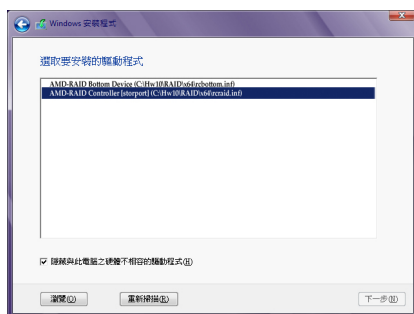 Windows 安裝程式
選取要安裝的驅動程式
AMD-RAID Bottom Device (C:\Hw10\RAID\x64\rcbottom.inf)
AMD-RAID Controller [storport] (C:\Hw10\RAID\x64\rcraid.inf)
隱藏與此電腦之硬體不相容的驅動程式(H)
瀏覽(O) 重新掃描(R) 下一步(N)